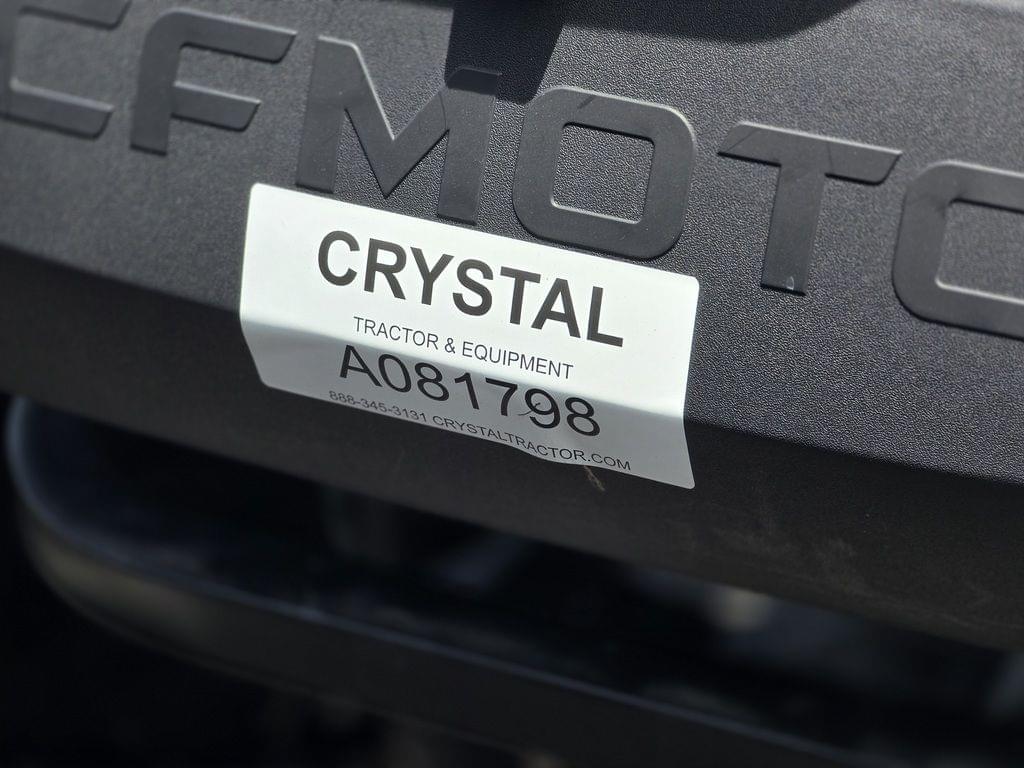 CFMOTO
CRYSTAL
TRACTOR & EQUIPMENT
A081798
888-345-3131 CRYSTALTRACTOR.COM